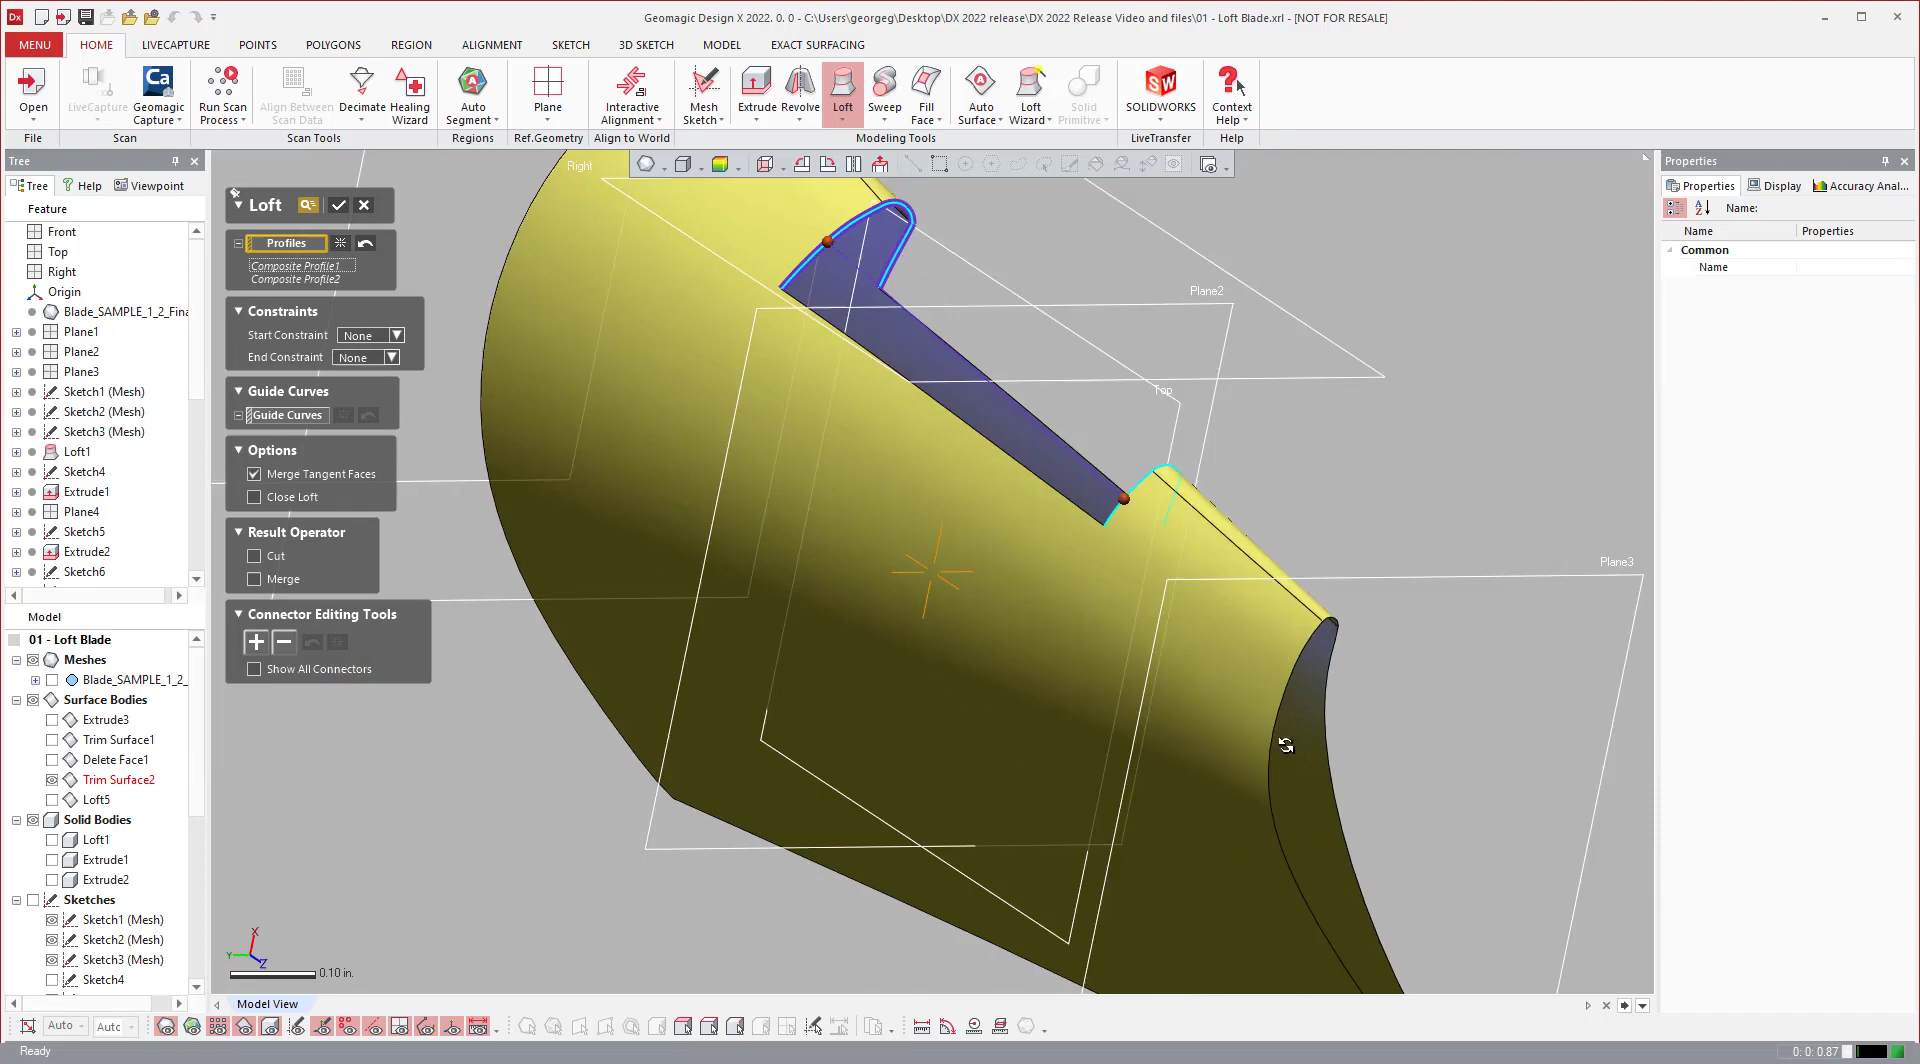 Geomagic Design X 2022. 0. 0 - C:\Users\georgeg\Desktop\DX 2022 release\DX 2022 Release Video and files\01 - Loft Blade.xrl - [NOT FOR RESALE]
MENU HOME LIVECAPTURE POINTS POLYGONS REGION ALIGNMENT SKETCH 3D SKETCH MODEL EXACT SURFACING
Open LiveCapture Geomagic Capture Run Scan Process Align Between Scan Data Decimate Healing Wizard Auto Segment Plane Interactive Alignment Mesh Sketch Extrude Revolve Loft Sweep Fill Face Auto Surface Loft Wizard Solid Primitive SOLIDWORKS Context Help
File Scan Scan Tools Regions Ref.Geometry Align to World Modeling Tools LiveTransfer Help
Tree
Tree Help Viewpoint
Feature
Front
Top
Right
Origin
Blade_SAMPLE_1_2_Fina
Plane1
Plane2
Plane3
Sketch1 (Mesh)
Sketch2 (Mesh)
Sketch3 (Mesh)
Loft1
Sketch4
Extrude1
Plane4
Sketch5
Extrude2
Sketch6
Model
01 - Loft Blade
Meshes
Blade_SAMPLE_1_2_
Surface Bodies
Extrude3
Trim Surface1
Delete Face1
Trim Surface2
Loft5
Solid Bodies
Loft1
Extrude1
Extrude2
Sketches
Sketch1 (Mesh)
Sketch2 (Mesh)
Sketch3 (Mesh)
Sketch4
Loft
Profiles
Composite Profile1
Composite Profile2
Constraints
Start Constraint None
End Constraint None
Guide Curves
Guide Curves
Options
Merge Tangent Faces
Close Loft
Result Operator
Cut
Merge
Connector Editing Tools
Show All Connectors
Right
Plane2
Top
Plane3
X
Y
Z
0.10 in.
Properties
Properties Display Accuracy Anal...
Name:
Name Properties
Common
Name
Model View
Auto Auto
Ready
0: 0: 0.87